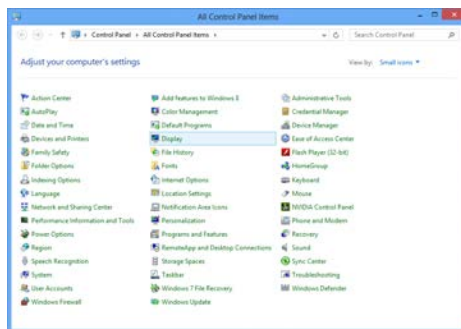 All Control Panel Items
Control Panel All Control Panel Items Search Control Panel
Adjust your computer's settings
View by: Small icons
Action Center
AutoPlay
Date and Time
Devices and Printers
Family Safety
Folder Options
Indexing Options
Language
Network and Sharing Center
Performance Information and Tools
Power Options
Region
Speech Recognition
System
User Accounts
Windows Firewall
Add features to Windows 8
Color Management
Default Programs
Display
File History
Fonts
Internet Options
Location Settings
Notification Area Icons
Personalization
Programs and Features
RemoteApp and Desktop Connections
Storage Spaces
Taskbar
Windows 7 File Recovery
Windows Update
Administrative Tools
Credential Manager
Device Manager
Ease of Access Center
Flash Player (32-bit)
HomeGroup
Keyboard
Mouse
NVIDIA Control Panel
Phone and Modem
Recovery
Sound
Sync Center
Troubleshooting
Windows Defender